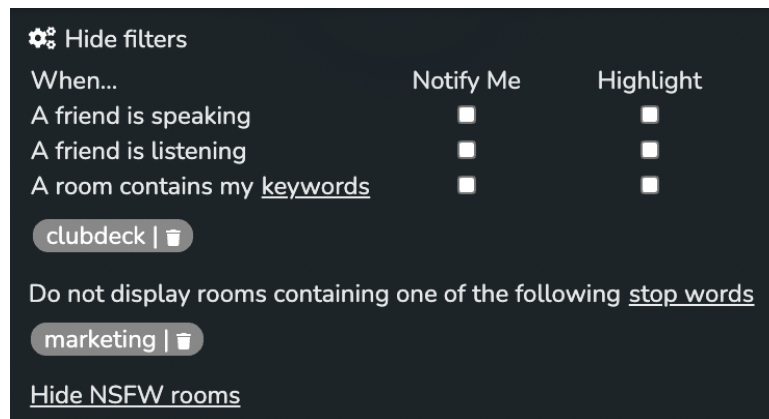 Hide filters
When... Notify Me Highlight
A friend is speaking
A friend is listening
A room contains my keywords
clubdeck |
Do not display rooms containing one of the following stop words
marketing |
Hide NSFW rooms